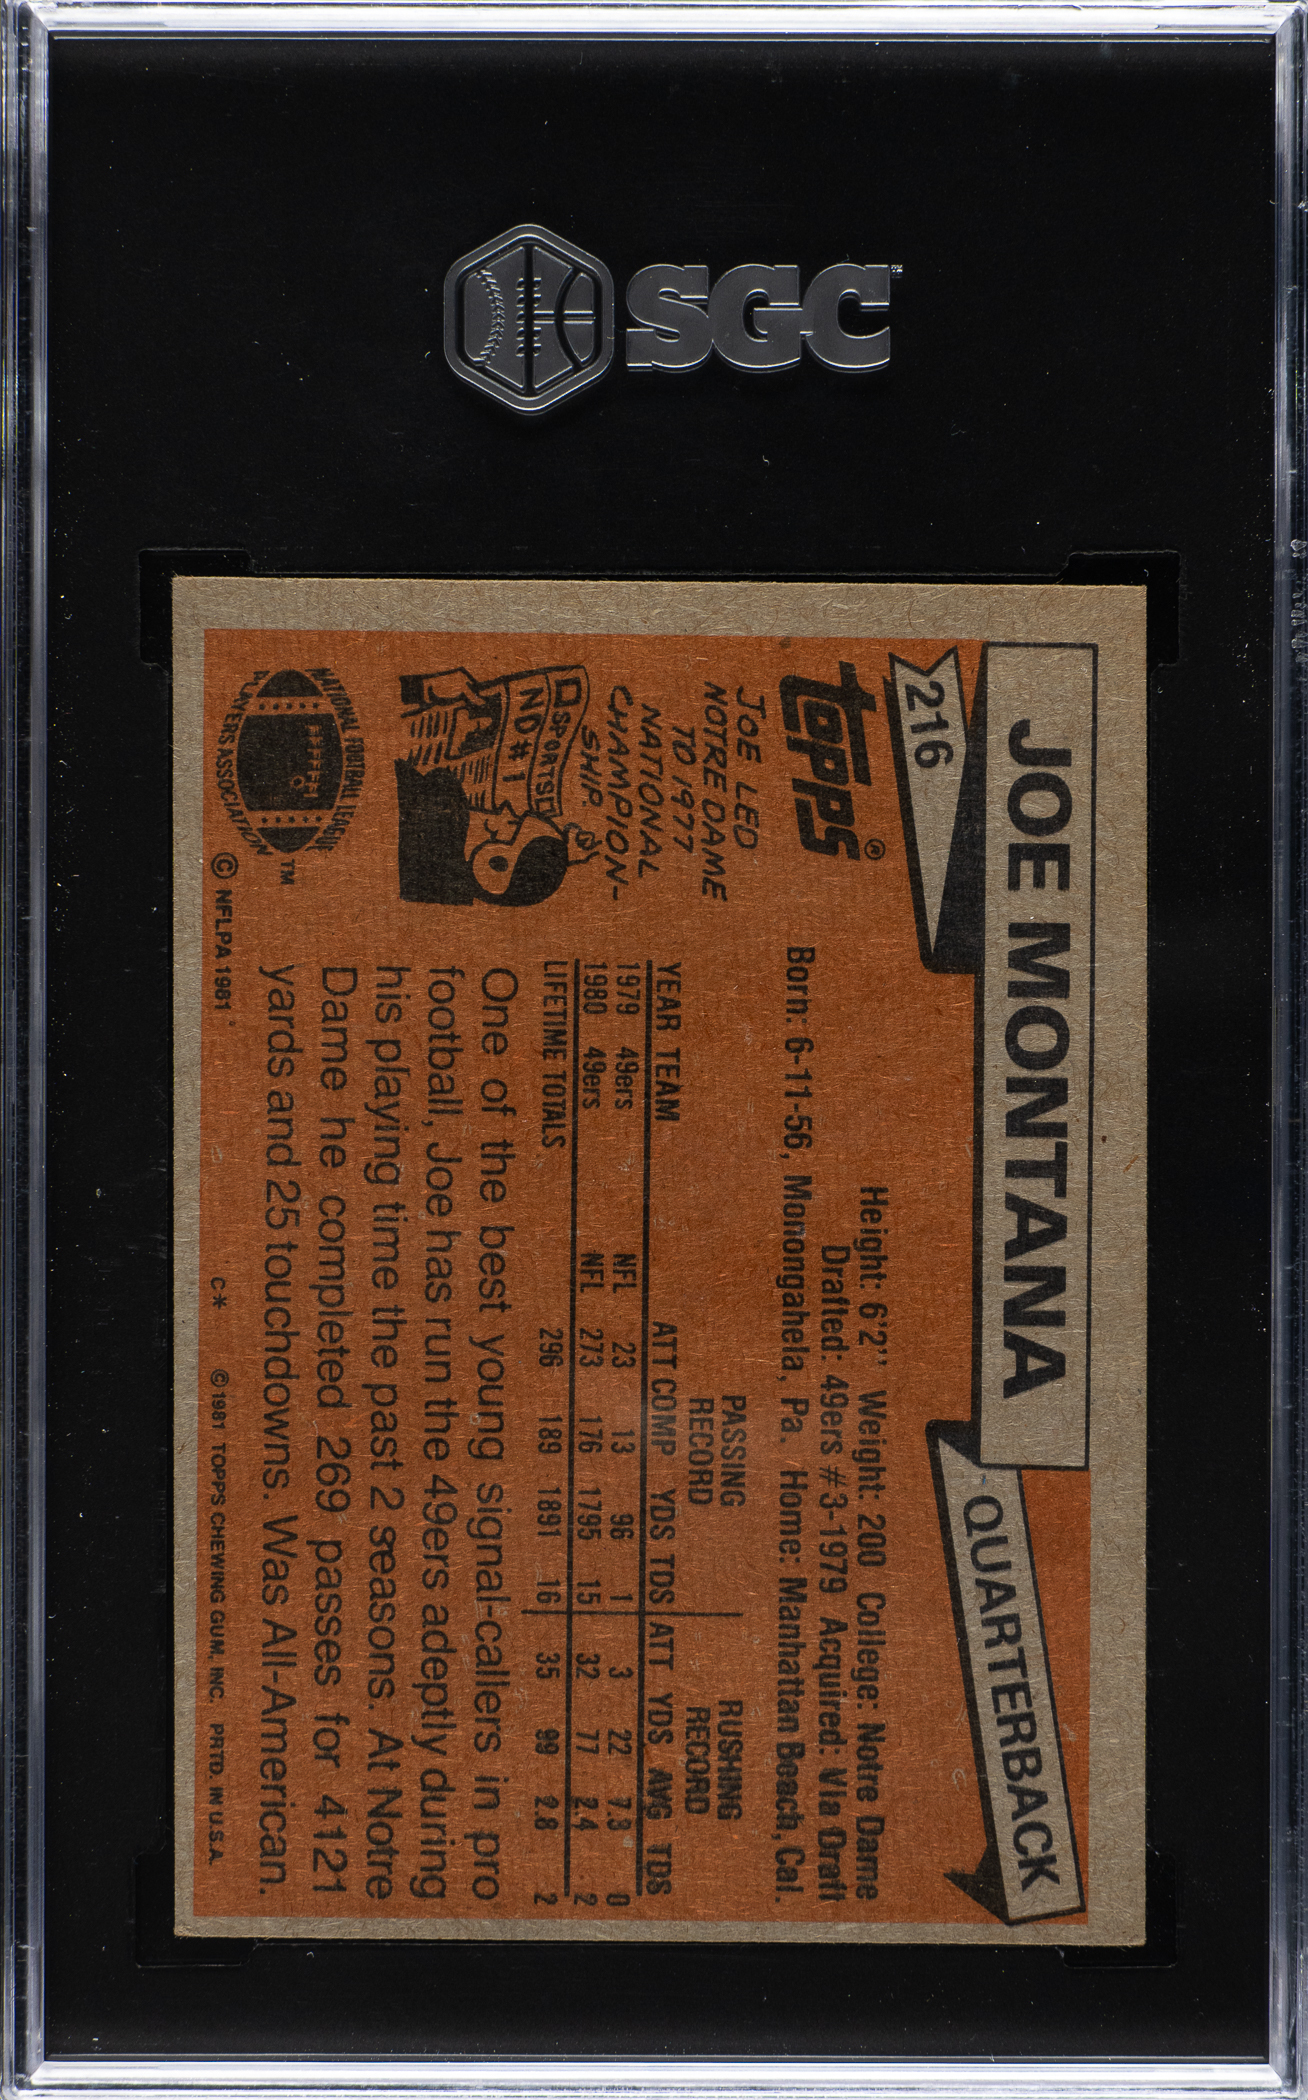 SGC™
JOE MONTANA
216
QUARTERBACK
TOPPS®
Height: 6'2" Weight: 200 College: Notre Dame
Drafted: 49ers #3-1979 Acquired: Via Draft
Born: 6-11-56, Monongahela, Pa. Home: Manhattan Beach, Cal.
JOE LED
NOTRE DAME
TO 1977
NATIONAL
CHAMPION-
SHIP.
SPORTS
ND #1
PASSING RUSHING
RECORD RECORD
YEAR TEAM ATT COMP YDS TDS ATT YDS AVG TDS
1979 49ers NFL 23 13 96 1 3 22 7.3 0
1980 49ers NFL 273 176 1795 15 32 77 2.4 2
LIFETIME TOTALS 296 189 1891 16 35 99 2.8 2
One of the best young signal-callers in pro
football, Joe has run the 49ers adeptly during
his playing time the past 2 seasons. At Notre
Dame he completed 269 passes for 4121
yards and 25 touchdowns. Was All-American.
NATIONAL FOOTBALL LEAGUE
PLAYERS ASSOCIATION
TM
© NFLPA 1981
C* © 1981 TOPPS CHEWING GUM, INC. PRTD. IN U.S.A.